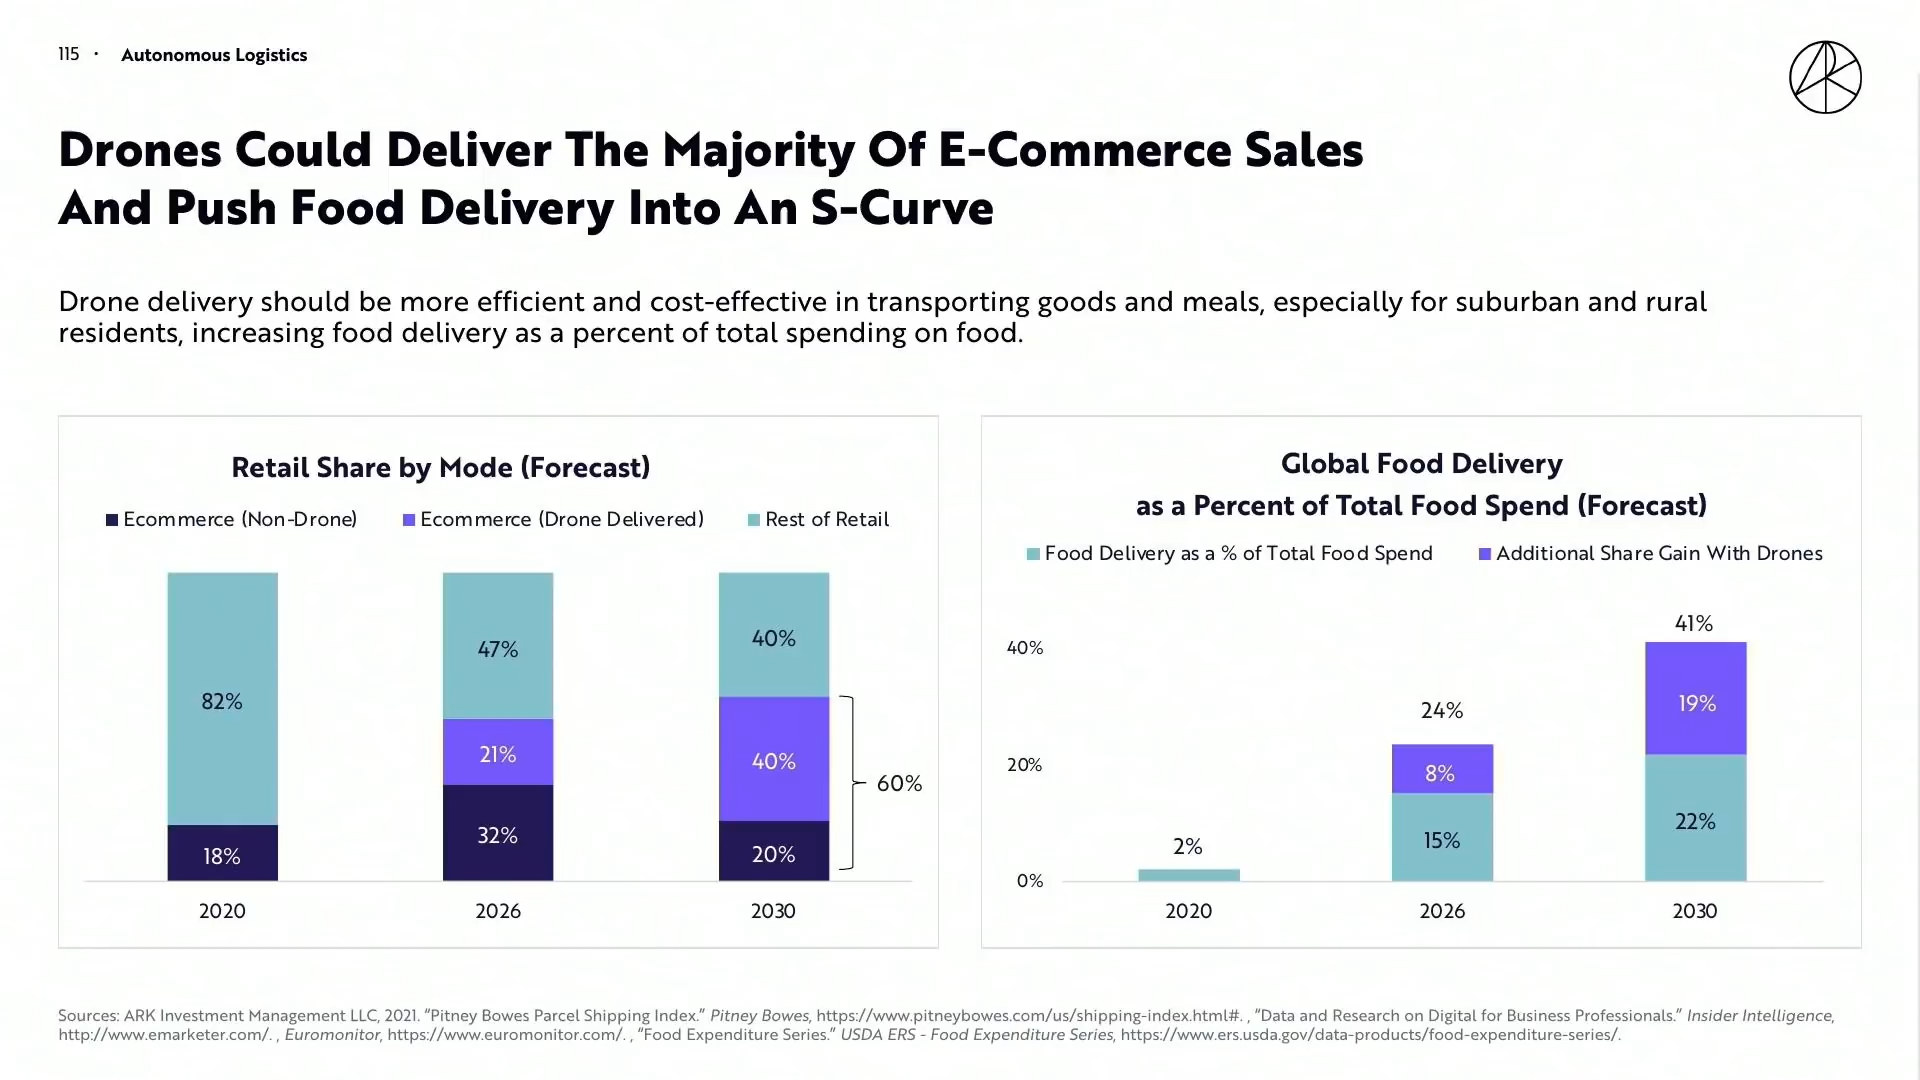 115 · Autonomous Logistics
Drones Could Deliver The Majority Of E-Commerce Sales
And Push Food Delivery Into An S-Curve
Drone delivery should be more efficient and cost-effective in transporting goods and meals, especially for suburban and rural
residents, increasing food delivery as a percent of total spending on food.
Retail Share by Mode (Forecast)
Ecommerce (Non-Drone) Ecommerce (Drone Delivered) Rest of Retail
82%
18%
47%
21%
32%
40%
40%
20%
60%
2020 2026 2030
Global Food Delivery
as a Percent of Total Food Spend (Forecast)
Food Delivery as a % of Total Food Spend Additional Share Gain With Drones
40%
20%
0%
2%
24%
8%
15%
41%
19%
22%
2020 2026 2030
Sources: ARK Investment Management LLC, 2021. “Pitney Bowes Parcel Shipping Index.” Pitney Bowes, https://www.pitneybowes.com/us/shipping-index.html#. , “Data and Research on Digital for Business Professionals.” Insider Intelligence,
http://www.emarketer.com/. , Euromonitor, https://www.euromonitor.com/. , “Food Expenditure Series.” USDA ERS - Food Expenditure Series, https://www.ers.usda.gov/data-products/food-expenditure-series/.